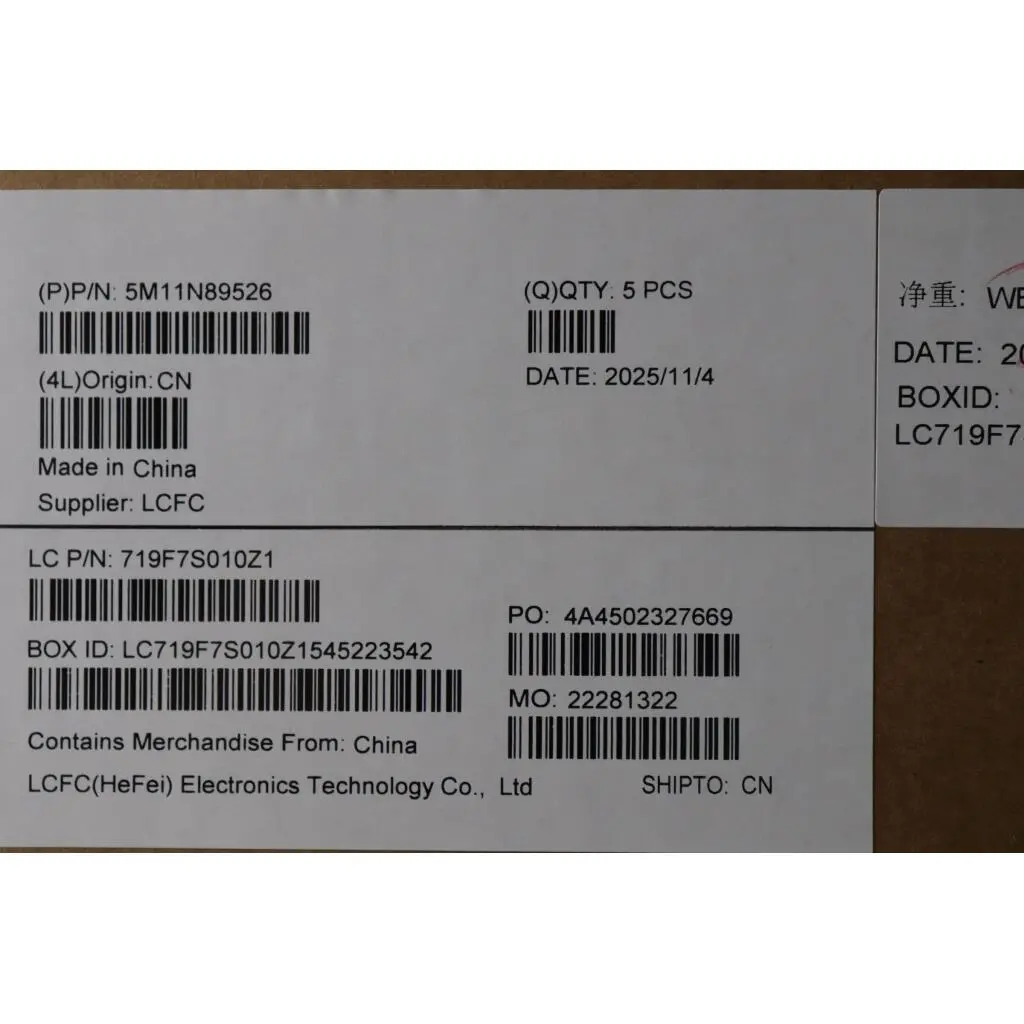 (P)P/N: 5M11N89526
(Q)QTY: 5 PCS
(4L)Origin: CN
DATE: 2025/11/4
Made in China
Supplier: LCFC
LC P/N: 719F7S010Z1
PO: 4A4502327669
BOX ID: LC719F7S010Z1545223542
MO: 22281322
Contains Merchandise From: China
LCFC(HeFei) Electronics Technology Co., Ltd
SHIPTO: CN
净重:
DATE:
BOXID:
LC719F7